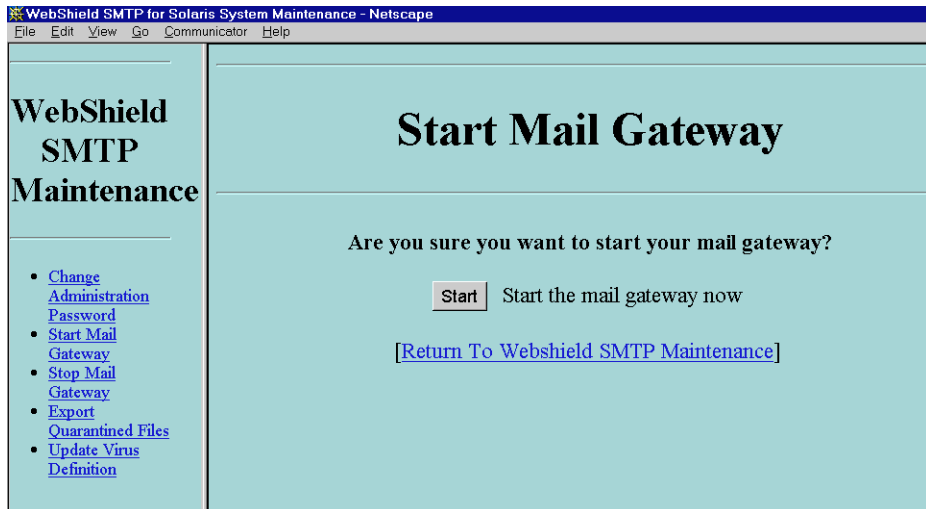 WebShield SMTP for Solaris System Maintenance - Netscape
File Edit View Go Communicator Help
WebShield
SMTP
Maintenance
Change
Administration
Password
Start Mail
Gateway
Stop Mail
Gateway
Export
Quarantined Files
Update Virus
Definition
Start Mail Gateway
Are you sure you want to start your mail gateway?
Start Start the mail gateway now
[Return To Webshield SMTP Maintenance]